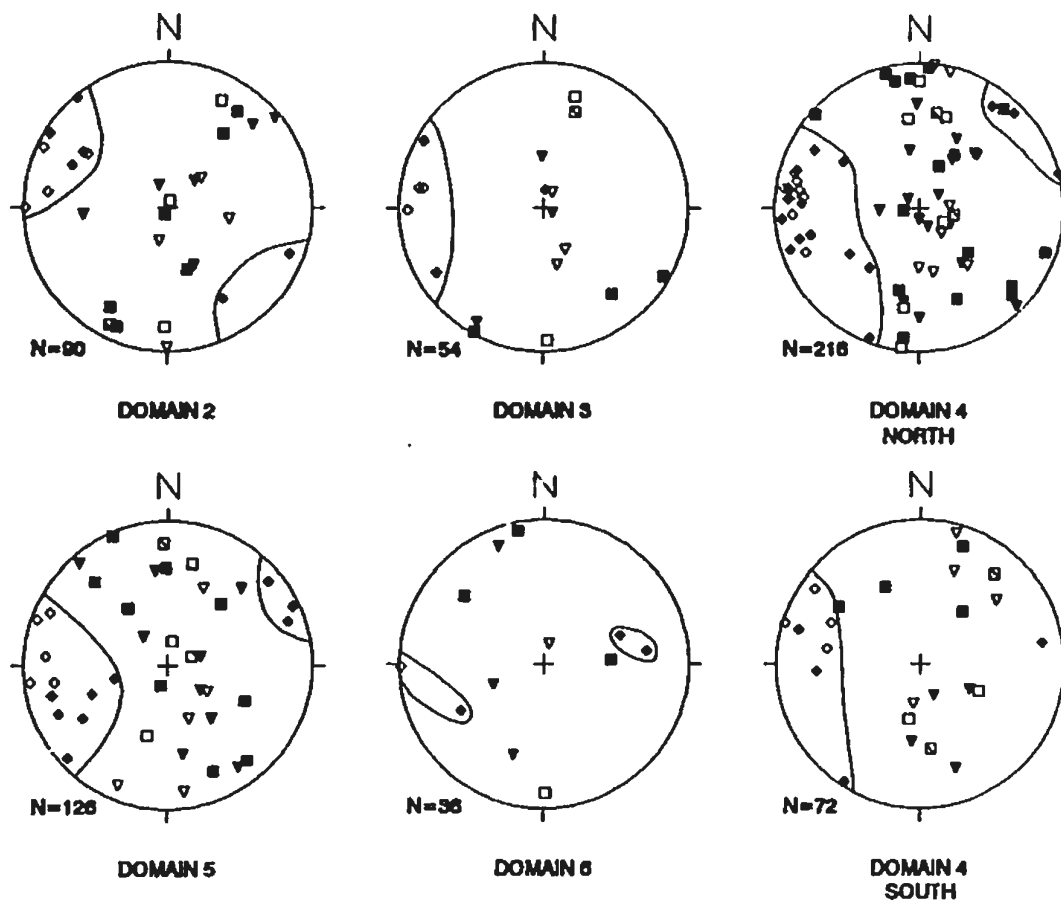 N N N
N=90 N=54 N=216
DOMAIN 2 DOMAIN 3 DOMAIN 4
NORTH
N N N
N=126 N=36 N=72
DOMAIN 5 DOMAIN 6 DOMAIN 4
SOUTH